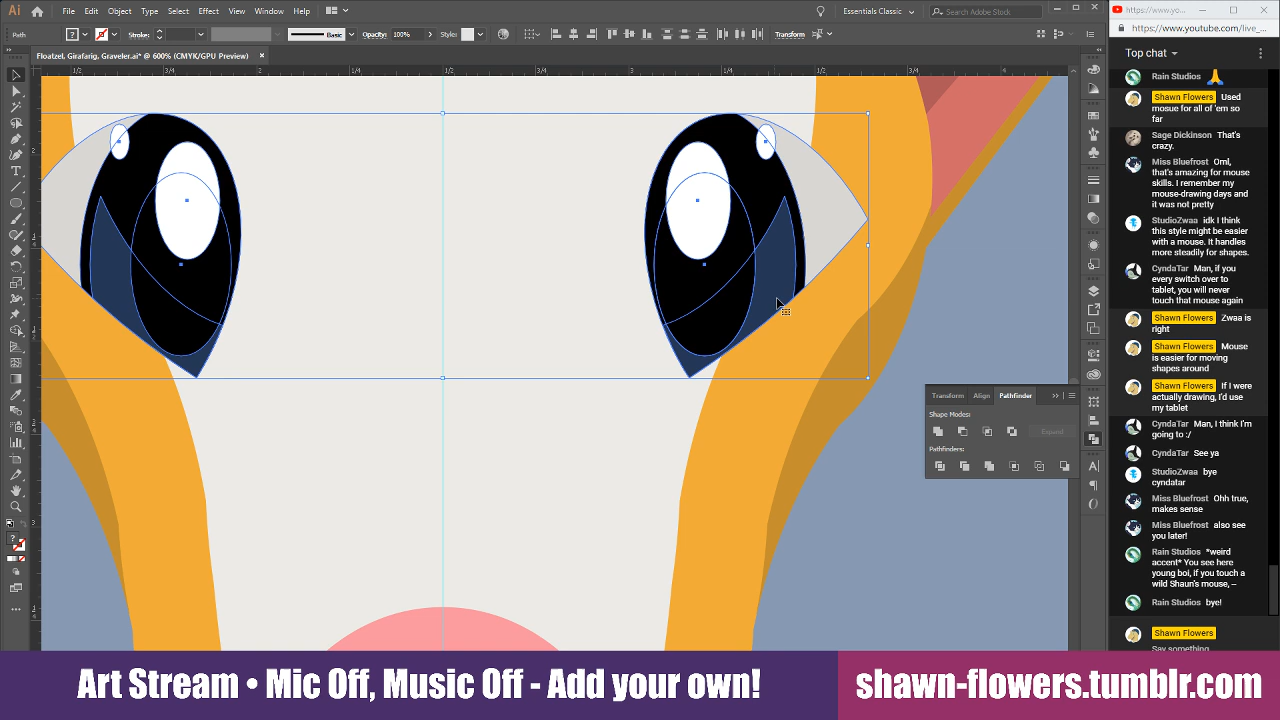 Ai File Edit Object Type Select Effect View Window Help Essentials Classic Search Adobe Stock
https://www.youtube...
Path ? Stroke: Basic Opacity: 100% Style: Transform
https://www.youtube.com/live_...
Floatzel, Girafarig, Graveler.ai* @ 600% (CMYK/GPU Preview) ×
Top chat
Rain Studios 🙏
Shawn Flowers Used
mosue for all of 'em so
far
Sage Dickinson That's
crazy.
Miss Bluefrost Oml,
that's amazing for mouse
skills. I remember my
mouse-drawing days and
it was not pretty
StudioZwaa idk I think
this style might be easier
with a mouse. It handles
more steadily for shapes.
CyndaTar Man, if you
every switch over to
tablet, you will never
touch that mouse again
Shawn Flowers Zwaa is
right
Shawn Flowers Mouse
is easier for moving
shapes around
Shawn Flowers If I were
actually drawing, I'd use
my tablet
CyndaTar Man, I think I'm
going to :/
CyndaTar See ya
StudioZwaa bye
cyndatar
Miss Bluefrost Ohh true,
makes sense
Miss Bluefrost also see
you later!
Rain Studios *weird
accent* You see here
young boi, if you touch a
wild Shaun's mouse, –
Rain Studios bye!
Shawn Flowers
Say something
Transform Align Pathfinder
Shape Modes:
Expand
Pathfinders:
Art Stream • Mic Off, Music Off - Add your own!
shawn-flowers.tumblr.com